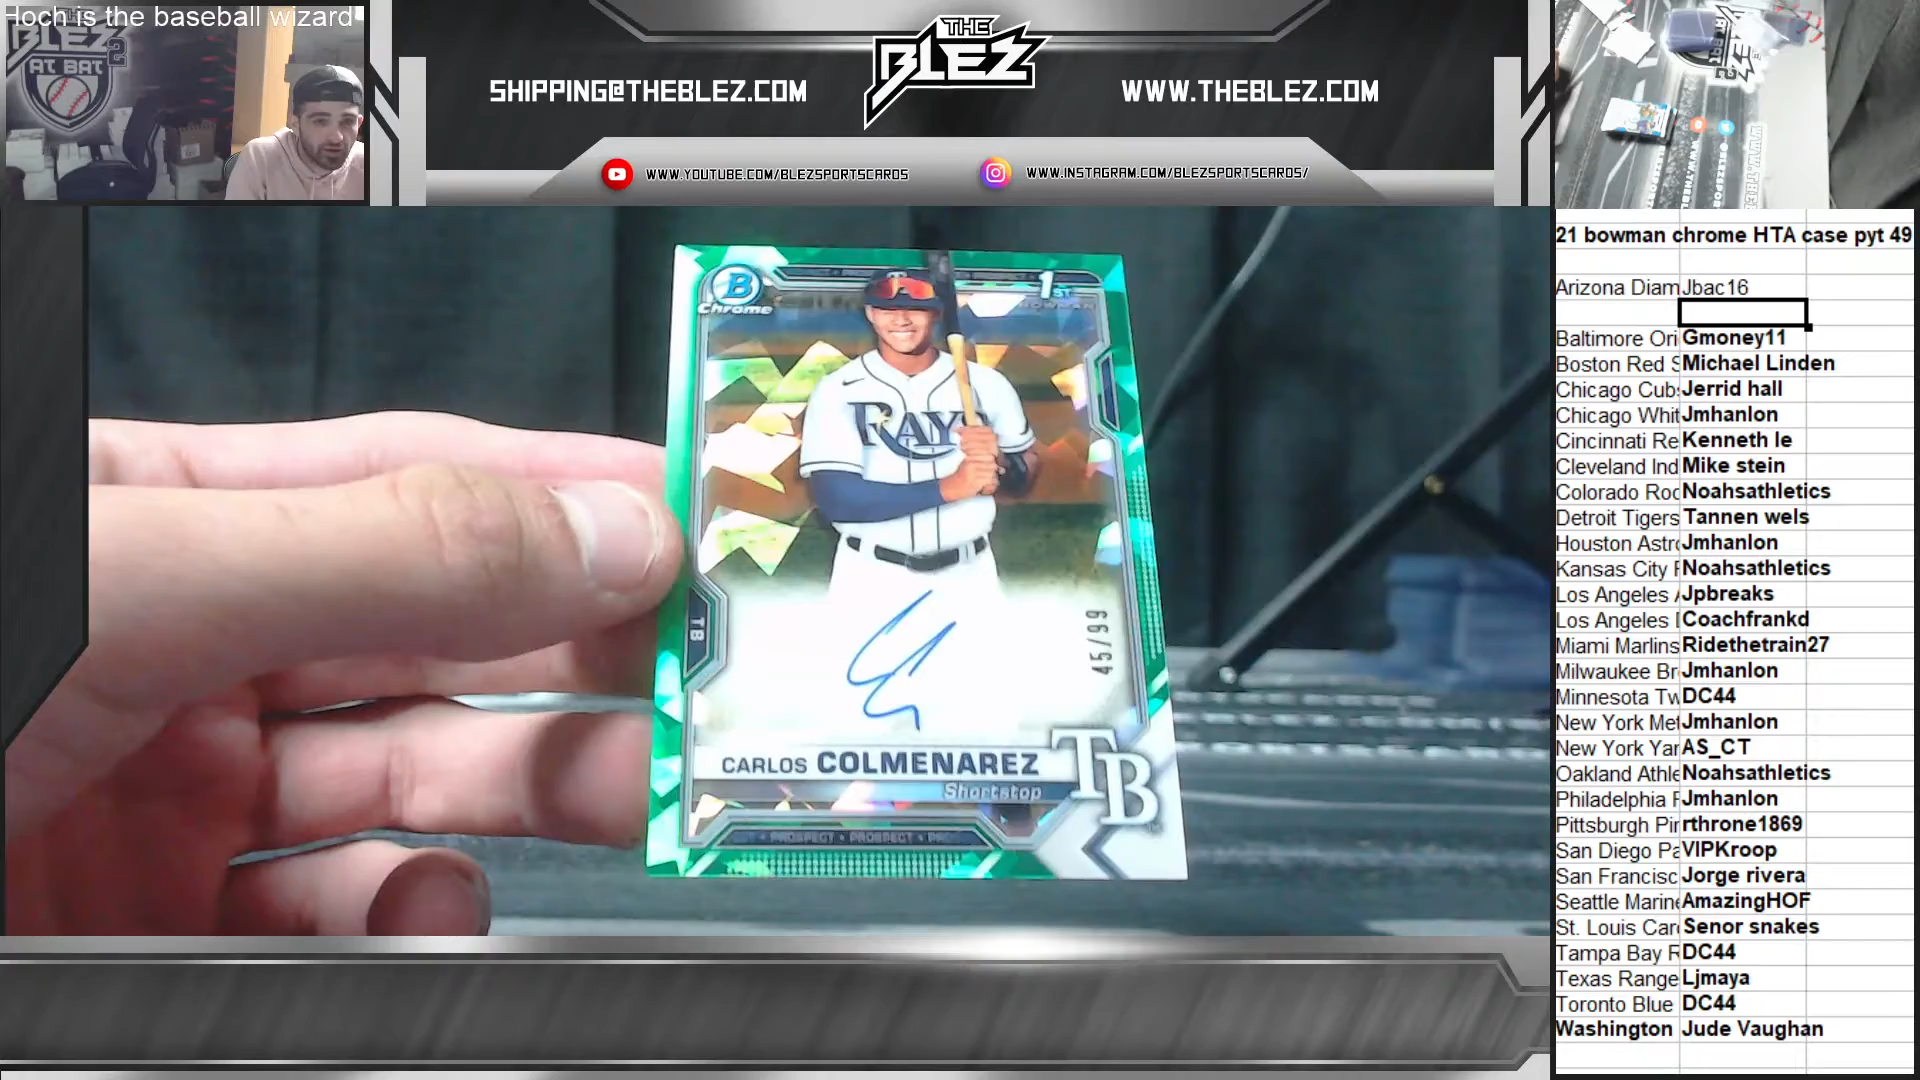 Hoch is the baseball wizard
BLEZ 2
AT BAT
SHIPPING@THEBLEZ.COM
THE
BLEZ
WWW.THEBLEZ.COM
WWW.YOUTUBE.COM/BLEZSPORTSCARDS
WWW.INSTAGRAM.COM/BLEZSPORTSCARDS/
B
Chrome
1ST
RAYS
TB
45/99
CARLOS COLMENAREZ
Shortstop
TB
PROSPECT • PROSPECT
21 bowman chrome HTA case pyt 49
Arizona Diam Jbac16
Baltimore Ori Gmoney11
Boston Red S Michael Linden
Chicago Cub Jerrid hall
Chicago Whit Jmhanlon
Cincinnati Re Kenneth le
Cleveland Ind Mike stein
Colorado Roc Noahsathletics
Detroit Tigers Tannen wels
Houston Astr Jmhanlon
Kansas City Noahsathletics
Los Angeles Jpbreaks
Los Angeles Coachfrankd
Miami Marlins Ridethetrain27
Milwaukee Br Jmhanlon
Minnesota Tw DC44
New York Met Jmhanlon
New York Yan AS_CT
Oakland Athle Noahsathletics
Philadelphia Jmhanlon
Pittsburgh Pir rthrone1869
San Diego Pa VIPKroop
San Francisc Jorge rivera
Seattle Marine AmazingHOF
St. Louis Car Senor snakes
Tampa Bay R DC44
Texas Range Ljmaya
Toronto Blue DC44
Washington Jude Vaughan